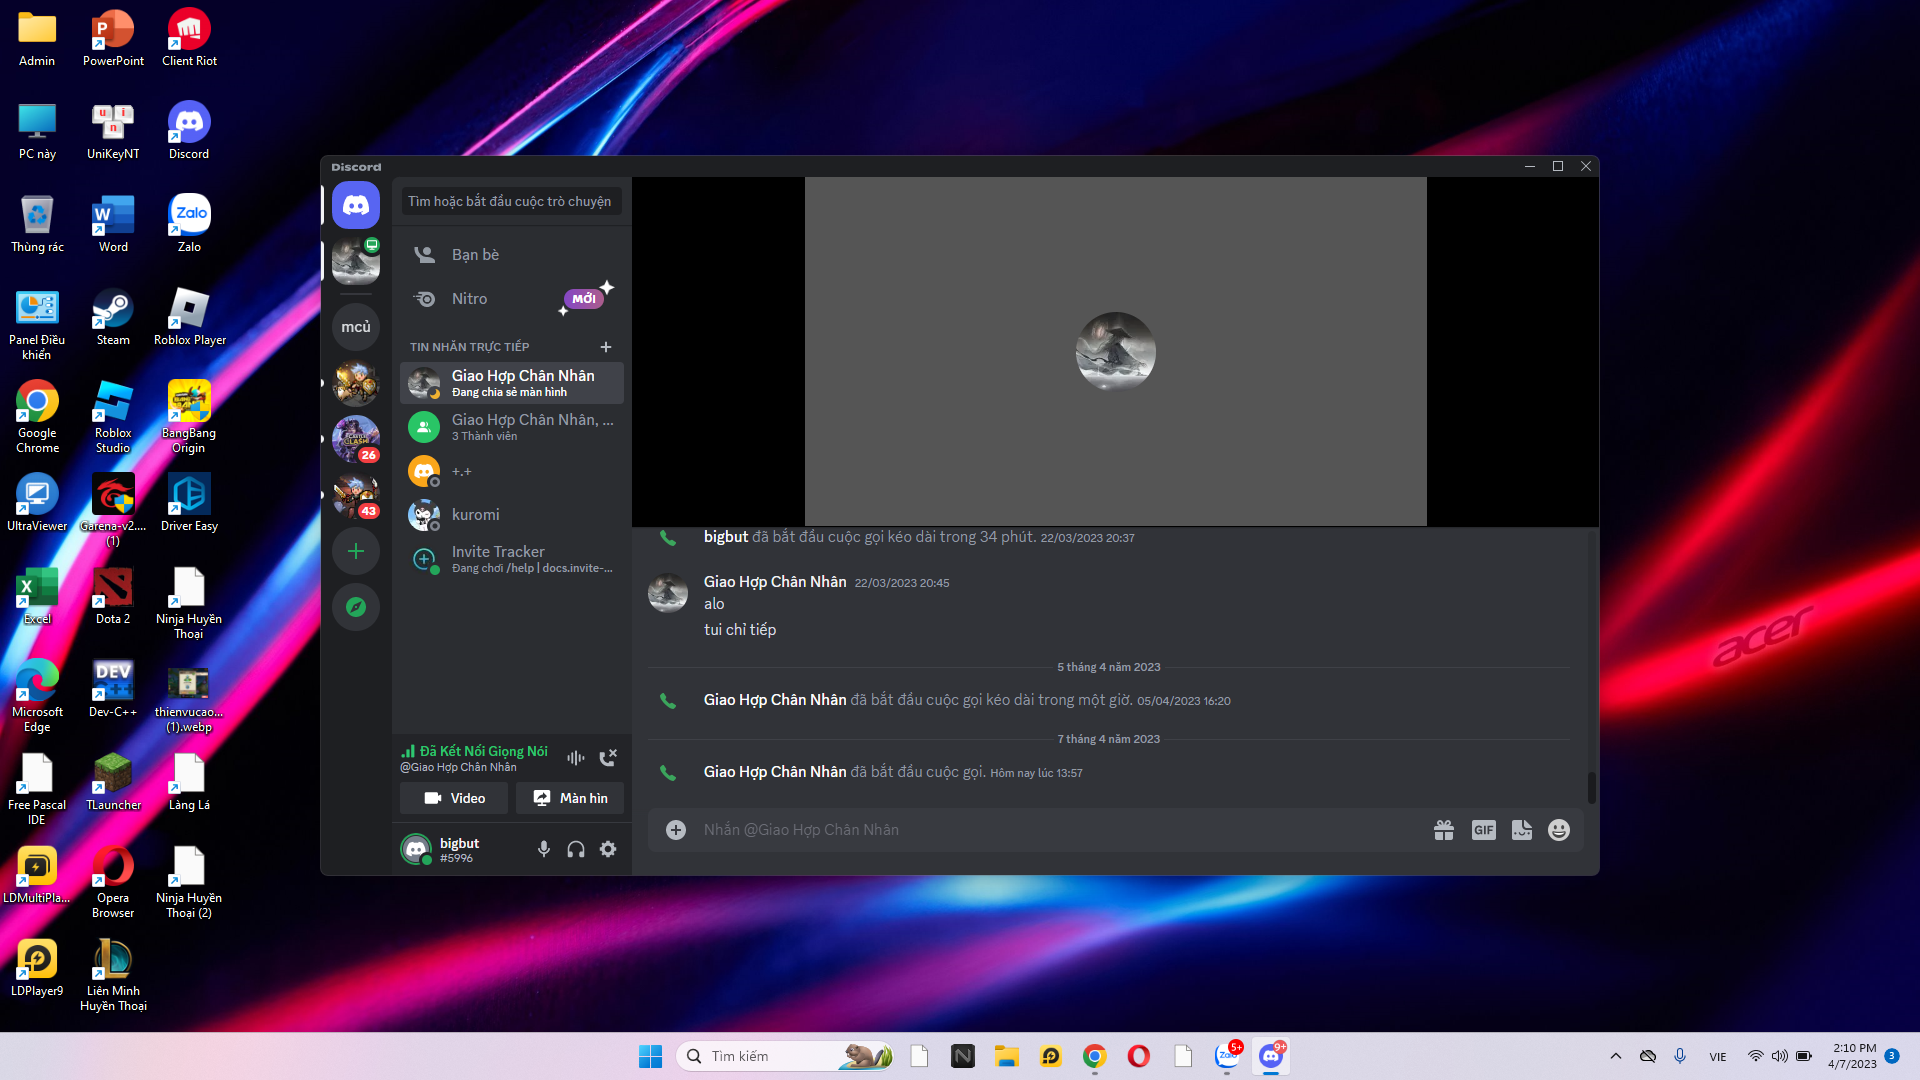 Admin
PowerPoint
Client Riot
PC này
UniKeyNT
Discord
Thùng rác
Word
Zalo
Panel Điều
khiển
Steam
Roblox Player
Google
Chrome
Roblox
Studio
BangBang
Origin
UltraViewer
Garena-v2....
(1)
Driver Easy
Excel
Dota 2
Ninja Huyền
Thoại
Microsoft
Edge
DEV
Dev-C++
thienvucao...
(1).webp
Free Pascal
IDE
TLauncher
Làng Lá
LDMultiPla...
Opera
Browser
Ninja Huyền
Thoại (2)
LDPlayer9
Liên Minh
Huyền Thoại
Discord
mcủ
26
43
Tìm hoặc bắt đầu cuộc trò chuyện
Bạn bè
Nitro
MỚI
TIN NHẮN TRỰC TIẾP
Giao Hợp Chân Nhân
Đang chia sẻ màn hình
Giao Hợp Chân Nhân, ...
3 Thành viên
+.+
kuromi
Invite Tracker
Đang chơi /help | docs.invite-...
Đã Kết Nối Giọng Nói
@Giao Hợp Chân Nhân
Video
Màn hìn
bigbut
#5996
bigbut đã bắt đầu cuộc gọi kéo dài trong 34 phút. 22/03/2023 20:37
Giao Hợp Chân Nhân 22/03/2023 20:45
alo
tui chỉ tiếp
5 tháng 4 năm 2023
Giao Hợp Chân Nhân đã bắt đầu cuộc gọi kéo dài trong một giờ. 05/04/2023 16:20
7 tháng 4 năm 2023
Giao Hợp Chân Nhân đã bắt đầu cuộc gọi. Hôm nay lúc 13:57
Nhắn @Giao Hợp Chân Nhân
GIF
acer
Tìm kiếm
Zalo
5+
9+
VIE
2:10 PM
4/7/2023
3